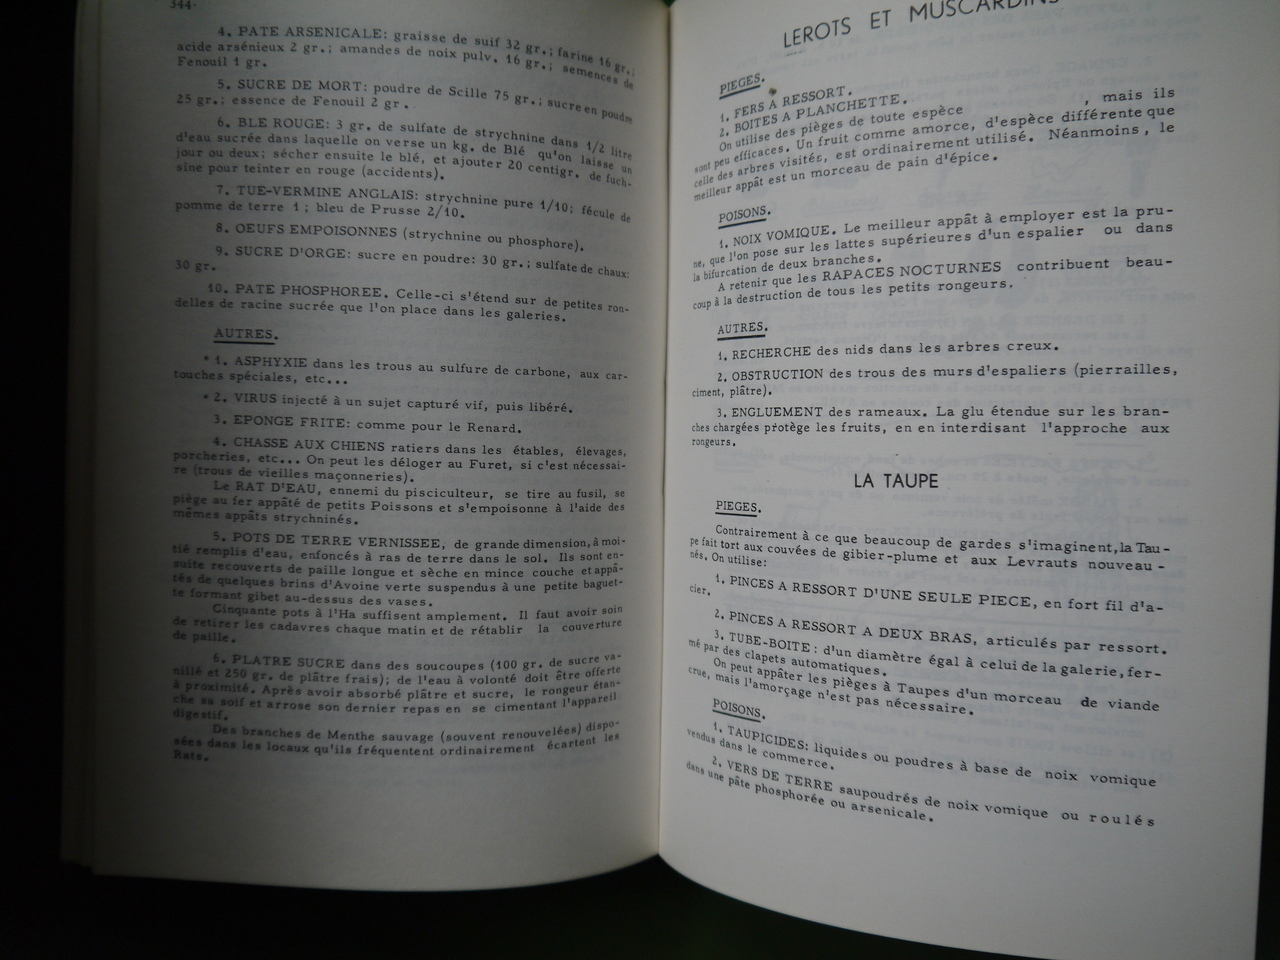 344.
4. PATE ARSENICALE: graisse de suif 32 gr.; farine 16 gr.;
acide arsénieux 2 gr.; amandes de noix pulv. 16 gr.; semences de
Fenouil 1 gr.
5. SUCRE DE MORT: poudre de Scille 75 gr.; sucre en poudre
25 gr.; essence de Fenouil 2 gr.
6. BLE ROUGE: 3 gr. de sulfate de strychnine dans 1/2 litre
d'eau sucrée dans laquelle on verse un kg. de Blé qu'on laisse un
jour ou deux; sécher ensuite le blé, et ajouter 20 centigr. de fuch-
sine pour teinter en rouge (accidents).
7. TUE-VERMINE ANGLAIS: strychnine pure 1/10; fécule de
pomme de terre 1 ; bleu de Prusse 2/10.
8. OEUFS EMPOISONNES (strychnine ou phosphore).
9. SUCRE D'ORGE: sucre en poudre: 30 gr.; sulfate de chaux:
30 gr.
10. PATE PHOSPHOREE. Celle-ci s'étend sur de petites ron-
delles de racine sucrée que l'on place dans les galeries.
AUTRES.
* 1. ASPHYXIE dans les trous au sulfure de carbone, aux car-
touches spéciales, etc...
* 2. VIRUS injecté à un sujet capturé vif, puis libéré.
3. EPONGE FRITE: comme pour le Renard.
4. CHASSE AUX CHIENS ratiers dans les étables, élevages,
porcheries, etc... On peut les déloger au Furet, si c'est nécessai-
re (trous de vieilles maçonneries).
Le RAT D'EAU, ennemi du pisciculteur, se tire au fusil, se
piège au fer appâté de petits Poissons et s'empoisonne à l'aide des
mêmes appâts strychninés.
5. POTS DE TERRE VERNISSEE, de grande dimension, à moi-
tié remplis d'eau, enfoncés à ras de terre dans le sol. Ils sont en-
suite recouverts de paille longue et sèche en mince couche et appâ-
tés de quelques brins d'Avoine verte suspendus à une petite baguet-
te formant gibet au-dessus des vases.
Cinquante pots à l'Ha suffisent amplement. Il faut avoir soin
de retirer les cadavres chaque matin et de rétablir la couverture
de paille.
6. PLATRE SUCRE dans des soucoupes (100 gr. de sucre va-
nillé et 250 gr. de plâtre frais); de l'eau à volonté doit être offerte
à proximité. Après avoir absorbé plâtre et sucre, le rongeur étan-
che sa soif et arrose son dernier repas en se cimentant l'appareil
digestif.
Des branches de Menthe sauvage (souvent renouvelées) dispo-
sées dans les locaux qu'ils fréquentent ordinairement écartent les
Rats.
LEROTS ET MUSCARDINS
PIEGES.
1. FERS A RESSORT.
2. BOITES A PLANCHETTE.
On utilise des pièges de toute espèce , mais ils
sont peu efficaces. Un fruit comme amorce, d'espèce différente que
celle des arbres visités, est ordinairement utilisé. Néanmoins, le
meilleur appât est un morceau de pain d'épice.
POISONS.
1. NOIX VOMIQUE. Le meilleur appât à employer est la pru-
ne, que l'on pose sur les lattes supérieures d'un espalier ou dans
la bifurcation de deux branches.
A retenir que les RAPACES NOCTURNES contribuent beau-
coup à la destruction de tous les petits rongeurs.
AUTRES.
1. RECHERCHE des nids dans les arbres creux.
2. OBSTRUCTION des trous des murs d'espaliers (pierrailles,
ciment, plâtre).
3. ENGLUEMENT des rameaux. La glu étendue sur les bran-
ches chargées protège les fruits, en en interdisant l'approche aux
rongeurs.
LA TAUPE
PIEGES.
Contrairement à ce que beaucoup de gardes s'imaginent, la Tau-
pe fait tort aux couvées de gibier-plume et aux Levrauts nouveau-
nés. On utilise:
1. PINCES A RESSORT D'UNE SEULE PIECE, en fort fil d'a-
cier.
2. PINCES A RESSORT A DEUX BRAS, articulés par ressort.
3. TUBE-BOITE : d'un diamètre égal à celui de la galerie, fer-
mé par des clapets automatiques.
On peut appâter les pièges à Taupes d'un morceau de viande
crue, mais l'amorçage n'est pas nécessaire.
POISONS.
1. TAUPICIDES: liquides ou poudres à base de noix vomique
vendus dans le commerce.
2. VERS DE TERRE saupoudrés de noix vomique ou roulés
dans une pâte phosphorée ou arsenicale.